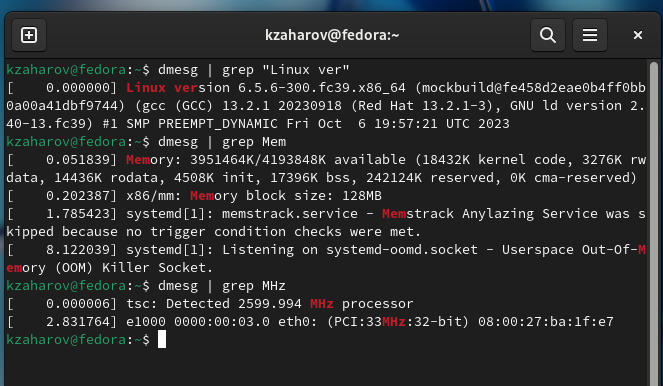 kzaharov@fedora:~
kzaharov@fedora:~$ dmesg | grep "Linux ver"
[    0.000000] Linux version 6.5.6-300.fc39.x86_64 (mockbuild@fe458d2eae0b4ff0bb
0a00a41dbf9744) (gcc (GCC) 13.2.1 20230918 (Red Hat 13.2.1-3), GNU ld version 2.
40-13.fc39) #1 SMP PREEMPT_DYNAMIC Fri Oct  6 19:57:21 UTC 2023
kzaharov@fedora:~$ dmesg | grep Mem
[    0.051839] Memory: 3951464K/4193848K available (18432K kernel code, 3276K rw
data, 14436K rodata, 4508K init, 17396K bss, 242124K reserved, 0K cma-reserved)
[    0.202387] x86/mm: Memory block size: 128MB
[    1.785423] systemd[1]: memstrack.service - Memstrack Anylazing Service was s
kipped because no trigger condition checks were met.
[    8.122039] systemd[1]: Listening on systemd-oomd.socket - Userspace Out-Of-M
emory (OOM) Killer Socket.
kzaharov@fedora:~$ dmesg | grep MHz
[    0.000006] tsc: Detected 2599.994 MHz processor
[    2.831764] e1000 0000:00:03.0 eth0: (PCI:33MHz:32-bit) 08:00:27:ba:1f:e7
kzaharov@fedora:~$